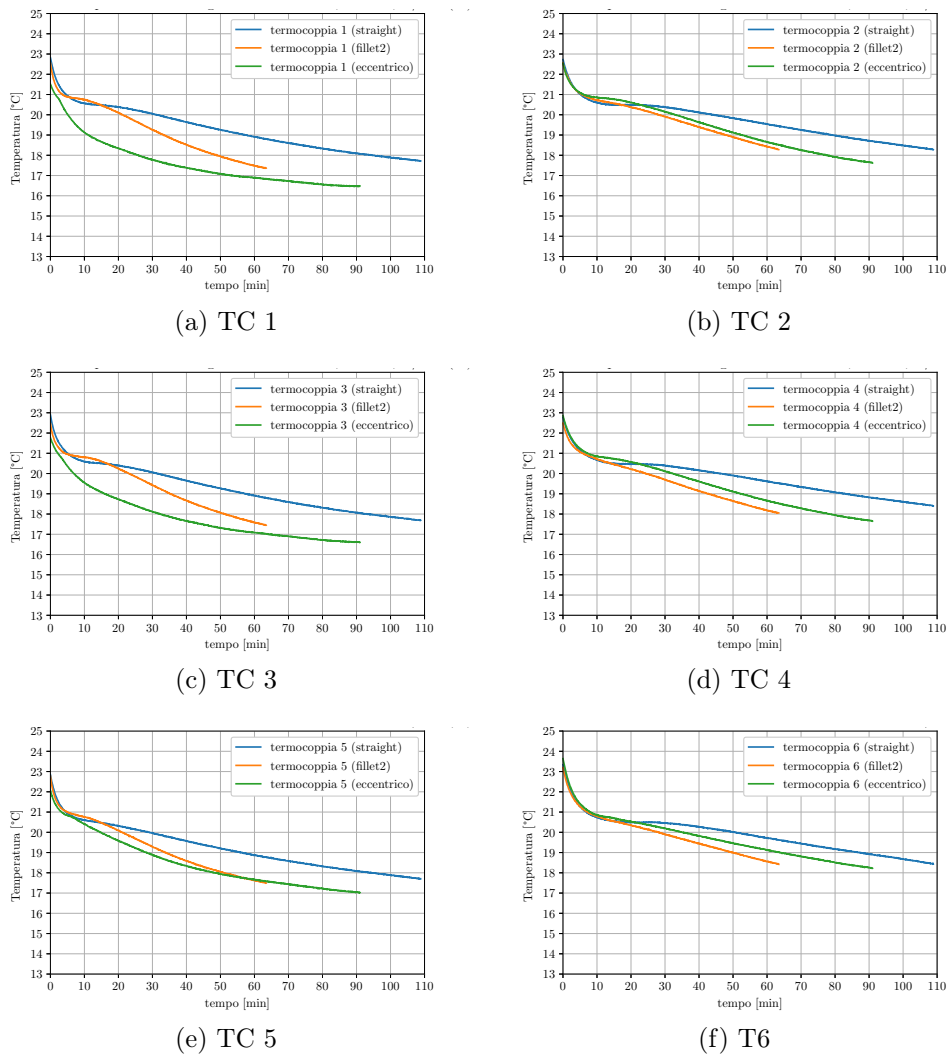 termocoppia 1 (straight)
termocoppia 1 (fillet2)
termocoppia 1 (eccentrico)
Temperatura [°C]
25
24
23
22
21
20
19
18
17
16
15
14
13
0 10 20 30 40 50 60 70 80 90 100 110
tempo [min]
(a) TC 1
termocoppia 2 (straight)
termocoppia 2 (fillet2)
termocoppia 2 (eccentrico)
Temperatura [°C]
25
24
23
22
21
20
19
18
17
16
15
14
13
0 10 20 30 40 50 60 70 80 90 100 110
tempo [min]
(b) TC 2
termocoppia 3 (straight)
termocoppia 3 (fillet2)
termocoppia 3 (eccentrico)
Temperatura [°C]
25
24
23
22
21
20
19
18
17
16
15
14
13
0 10 20 30 40 50 60 70 80 90 100 110
tempo [min]
(c) TC 3
termocoppia 4 (straight)
termocoppia 4 (fillet2)
termocoppia 4 (eccentrico)
Temperatura [°C]
25
24
23
22
21
20
19
18
17
16
15
14
13
0 10 20 30 40 50 60 70 80 90 100 110
tempo [min]
(d) TC 4
termocoppia 5 (straight)
termocoppia 5 (fillet2)
termocoppia 5 (eccentrico)
Temperatura [°C]
25
24
23
22
21
20
19
18
17
16
15
14
13
0 10 20 30 40 50 60 70 80 90 100 110
tempo [min]
(e) TC 5
termocoppia 6 (straight)
termocoppia 6 (fillet2)
termocoppia 6 (eccentrico)
Temperatura [°C]
25
24
23
22
21
20
19
18
17
16
15
14
13
0 10 20 30 40 50 60 70 80 90 100 110
tempo [min]
(f) T6